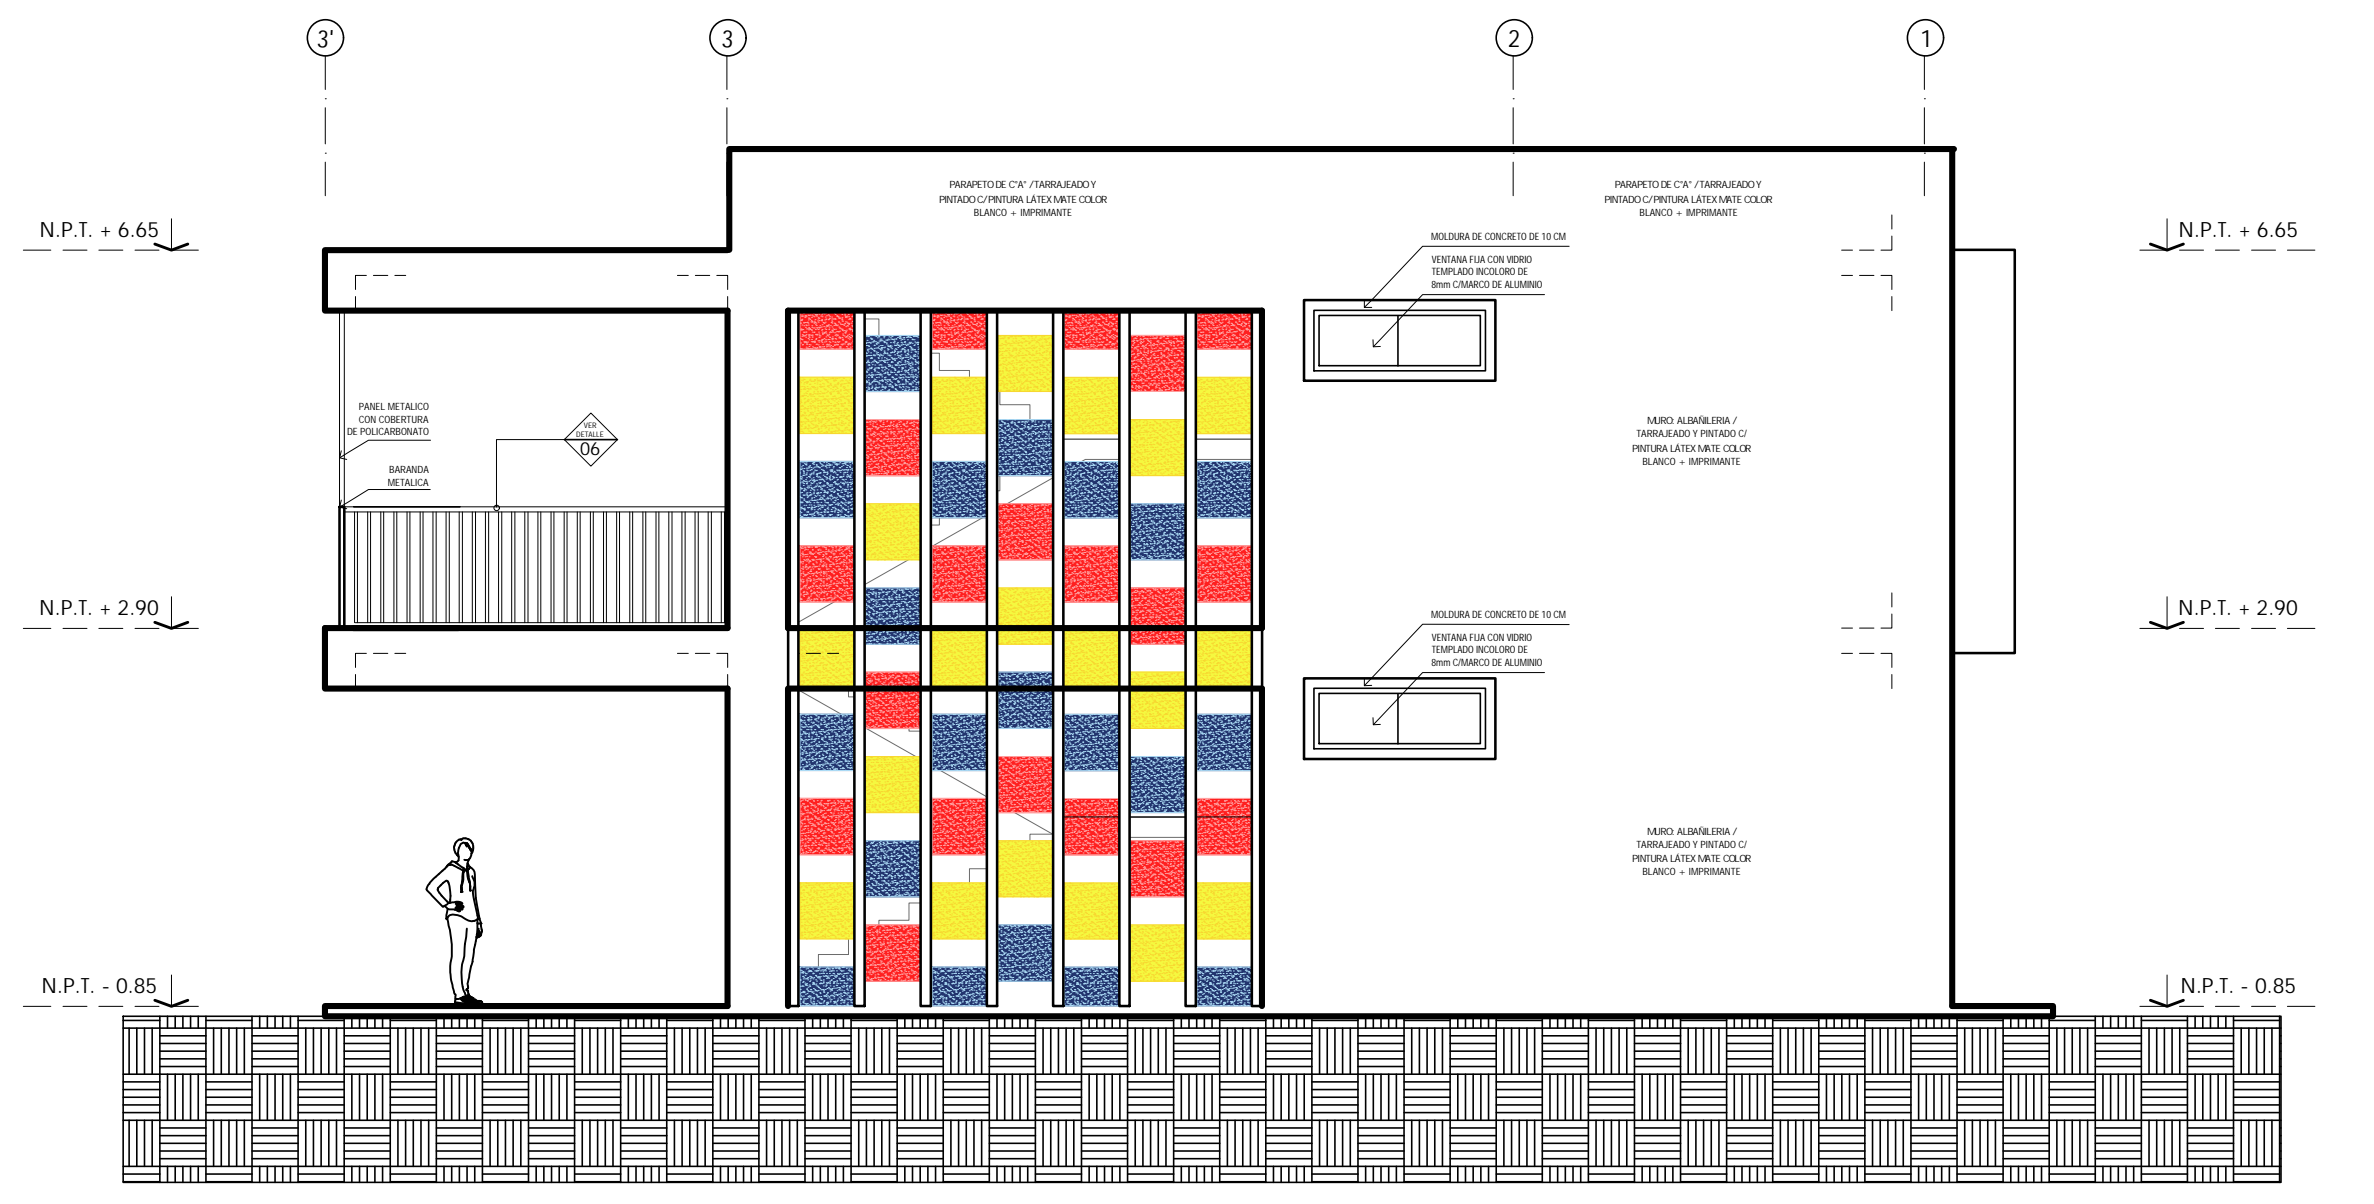 3'
3
2
1
PARAPETO DE C"A" / TARRAJEADO Y
PINTADO C/ PINTURA LÁTEX MATE COLOR
BLANCO + IMPRIMANTE
PARAPETO DE C"A" / TARRAJEADO Y
PINTADO C/ PINTURA LÁTEX MATE COLOR
BLANCO + IMPRIMANTE
N.P.T. + 6.65
N.P.T. + 6.65
MOLDURA DE CONCRETO DE 10 CM
VENTANA FIJA CON VIDRIO
TEMPLADO INCOLORO DE
8mm C/MARCO DE ALUMINIO
PANEL METALICO
CON COBERTURA
DE POLICARBONATO
VER
DETALLE
06
BARANDA
METALICA
MURO: ALBAÑILERIA /
TARRAJEADO Y PINTADO C/
PINTURA LÁTEX MATE COLOR
BLANCO + IMPRIMANTE
N.P.T. + 2.90
N.P.T. + 2.90
MOLDURA DE CONCRETO DE 10 CM
VENTANA FIJA CON VIDRIO
TEMPLADO INCOLORO DE
8mm C/MARCO DE ALUMINIO
MURO: ALBAÑILERIA /
TARRAJEADO Y PINTADO C/
PINTURA LÁTEX MATE COLOR
BLANCO + IMPRIMANTE
N.P.T. - 0.85
N.P.T. - 0.85